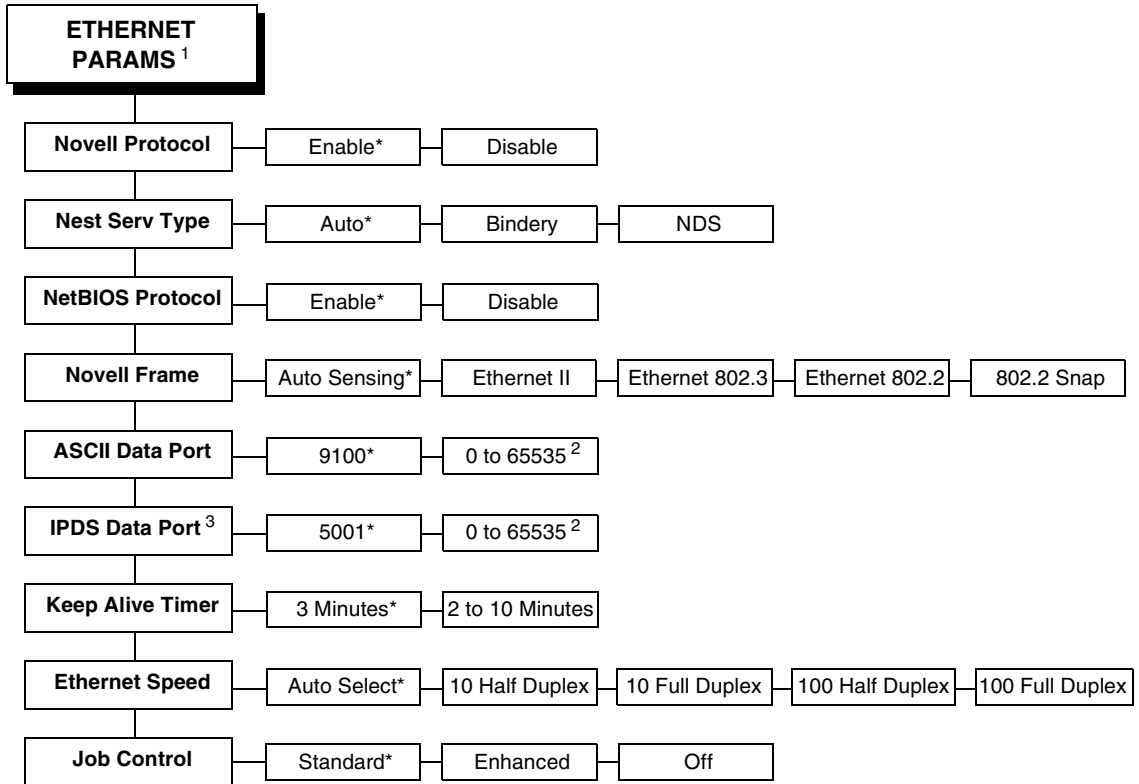 ETHERNET
PARAMS 1
Novell Protocol Enable* Disable
Nest Serv Type Auto* Bindery NDS
NetBIOS Protocol Enable* Disable
Novell Frame Auto Sensing* Ethernet II Ethernet 802.3 Ethernet 802.2 802.2 Snap
ASCII Data Port 9100* 0 to 65535 2
IPDS Data Port 3 5001* 0 to 65535 2
Keep Alive Timer 3 Minutes* 2 to 10 Minutes
Ethernet Speed Auto Select* 10 Half Duplex 10 Full Duplex 100 Half Duplex 100 Full Duplex
Job Control Standard* Enhanced Off